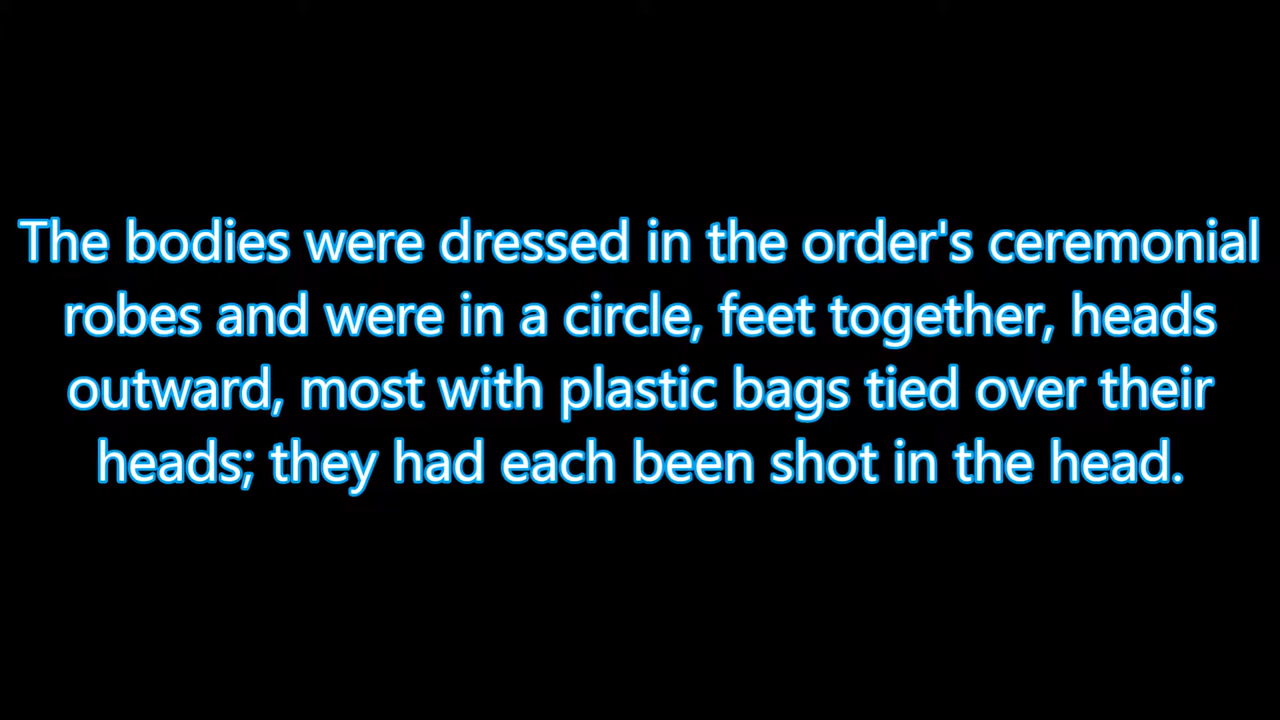 The bodies were dressed in the order's ceremonial
robes and were in a circle, feet together, heads
outward, most with plastic bags tied over their
heads; they had each been shot in the head.